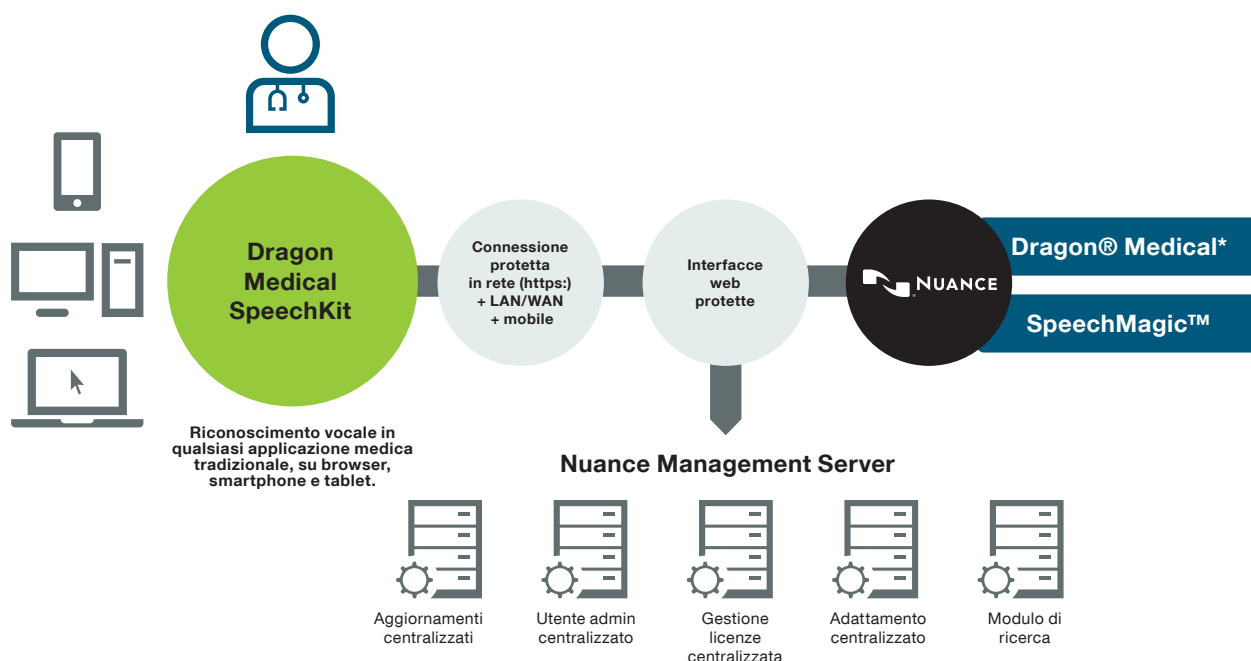 Dragon
Medical
SpeechKit
Connessione
protetta
in rete (https:)
+ LAN/WAN
+ mobile
Interfacce
web
protette
NUANCE
Dragon® Medical*
SpeechMagic™
Riconoscimento vocale in
qualsiasi applicazione medica
tradizionale, su browser,
smartphone e tablet.
Nuance Management Server
Aggiornamenti
centralizzati
Utente admin
centralizzato
Gestione
licenze
centralizzata
Adattamento
centralizzato
Modulo di
ricerca